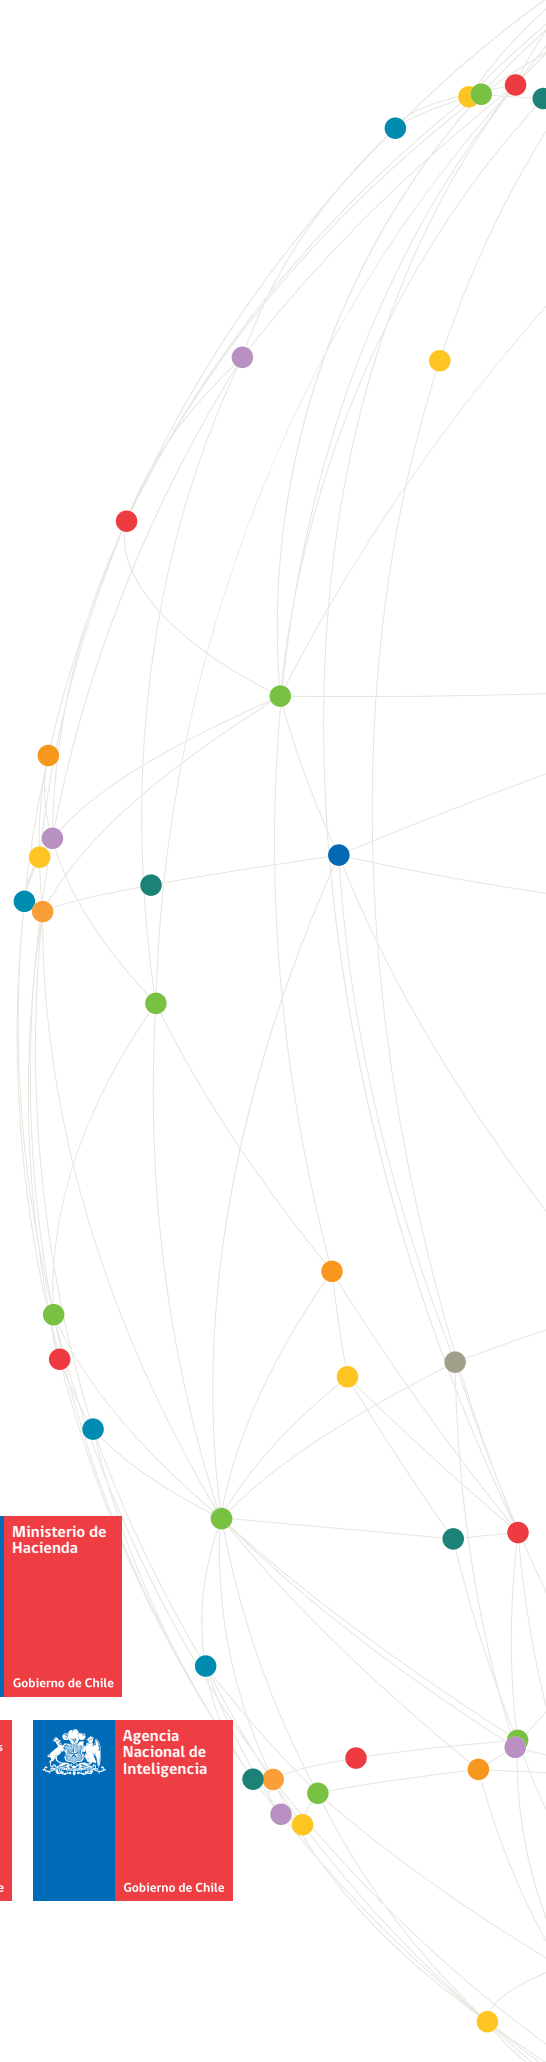 Ministerio de
Hacienda
Gobierno de Chile
Agencia
Nacional de
Inteligencia
Gobierno de Chile